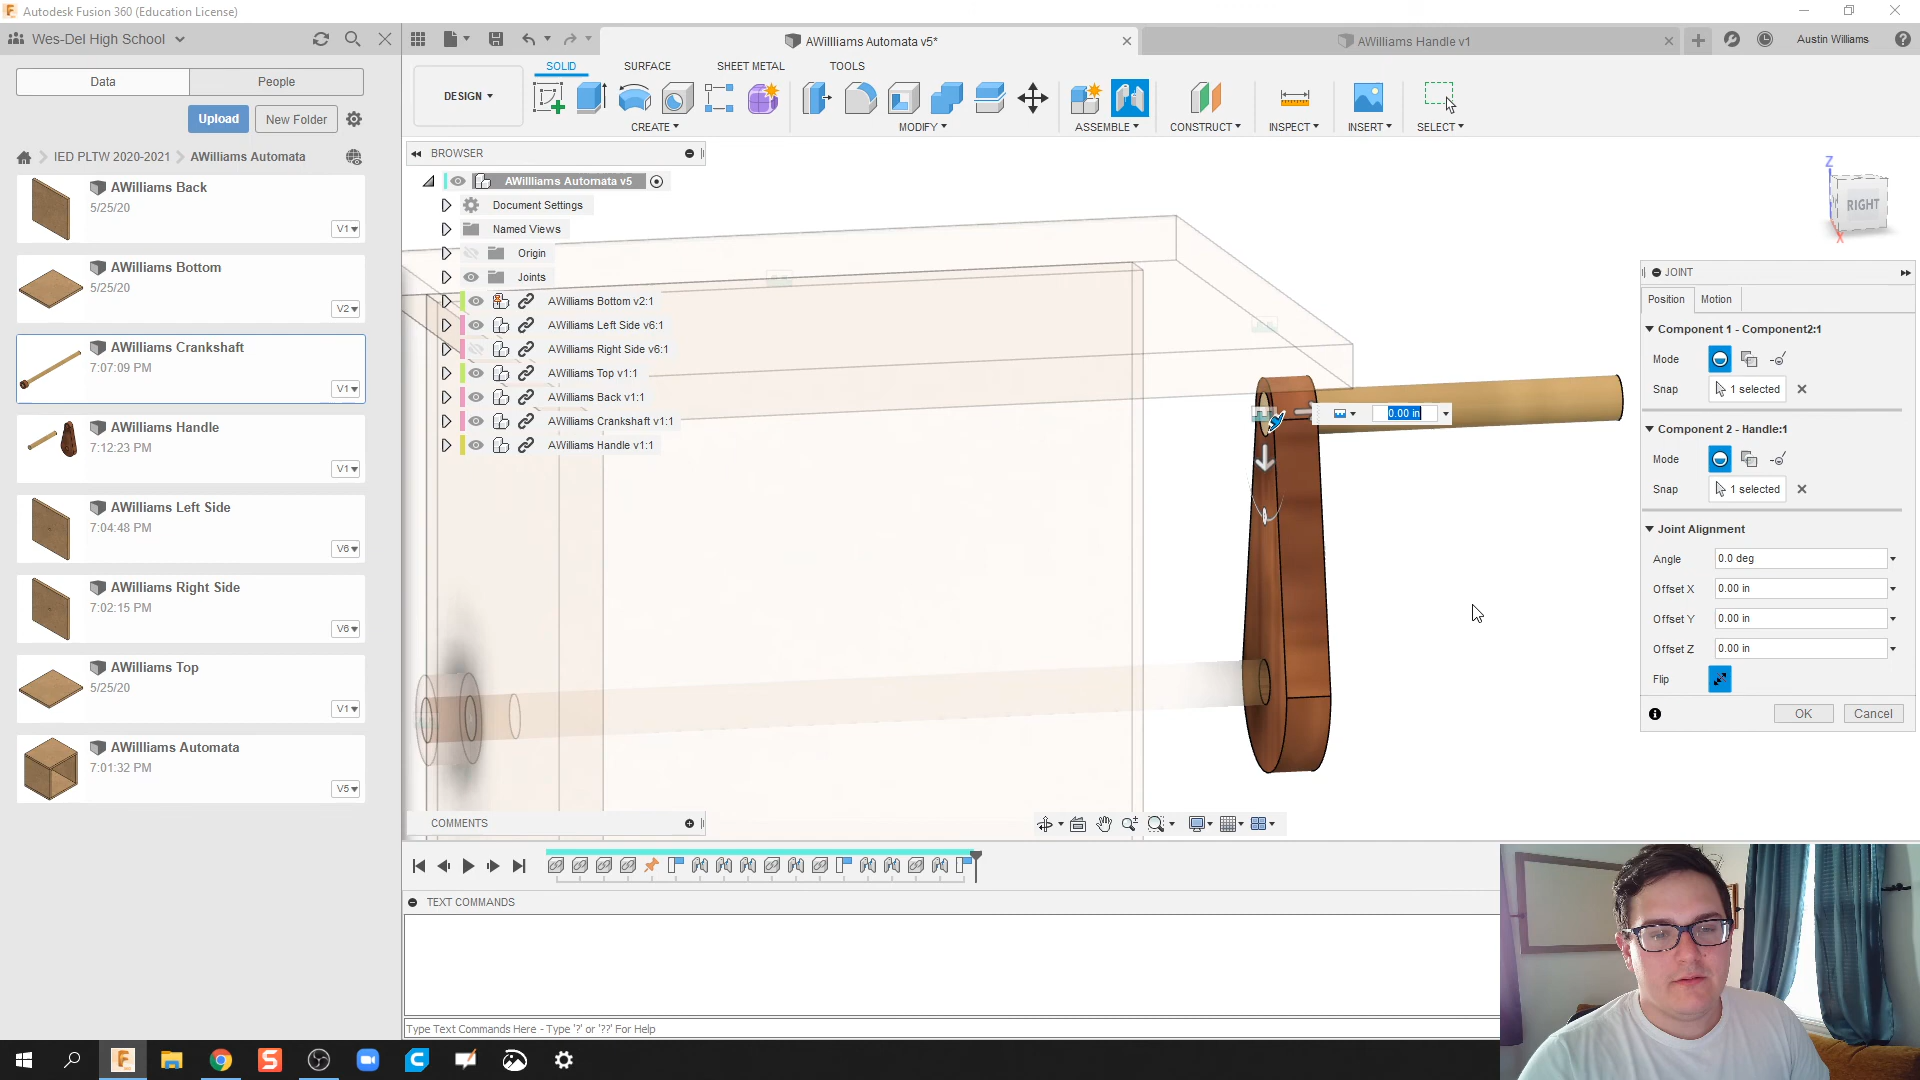 Autodesk Fusion 360 (Education License)
Wes-Del High School
AWillliams Automata v5*
AWilliams Handle v1
Austin Williams
Data
People
SOLID
SURFACE
SHEET METAL
TOOLS
DESIGN
Upload
New Folder
CREATE
MODIFY
ASSEMBLE
CONSTRUCT
INSPECT
INSERT
SELECT
IED PLTW 2020-2021
AWilliams Automata
BROWSER
AWillliams Automata v5
Document Settings
Named Views
Origin
Joints
AWilliams Bottom v2:1
AWilliams Left Side v6:1
AWilliams Right Side v6:1
AWilliams Top v1:1
AWilliams Back v1:1
AWilliams Crankshaft v1:1
AWilliams Handle v1:1
AWilliams Back
5/25/20
V1
AWilliams Bottom
5/25/20
V2
AWilliams Crankshaft
7:07:09 PM
V1
AWilliams Handle
7:12:23 PM
V1
AWilliams Left Side
7:04:48 PM
V6
AWilliams Right Side
7:02:15 PM
V6
AWilliams Top
5/25/20
V1
AWillliams Automata
7:01:32 PM
V5
Z
RIGHT
X
0.00 in
JOINT
Position
Motion
Component 1 - Component2:1
Mode
Snap
1 selected
Component 2 - Handle:1
Mode
Snap
1 selected
Joint Alignment
Angle
0.0 deg
Offset X
0.00 in
Offset Y
0.00 in
Offset Z
0.00 in
Flip
OK
Cancel
COMMENTS
TEXT COMMANDS
Type Text Commands Here - Type '?' or '??' For Help